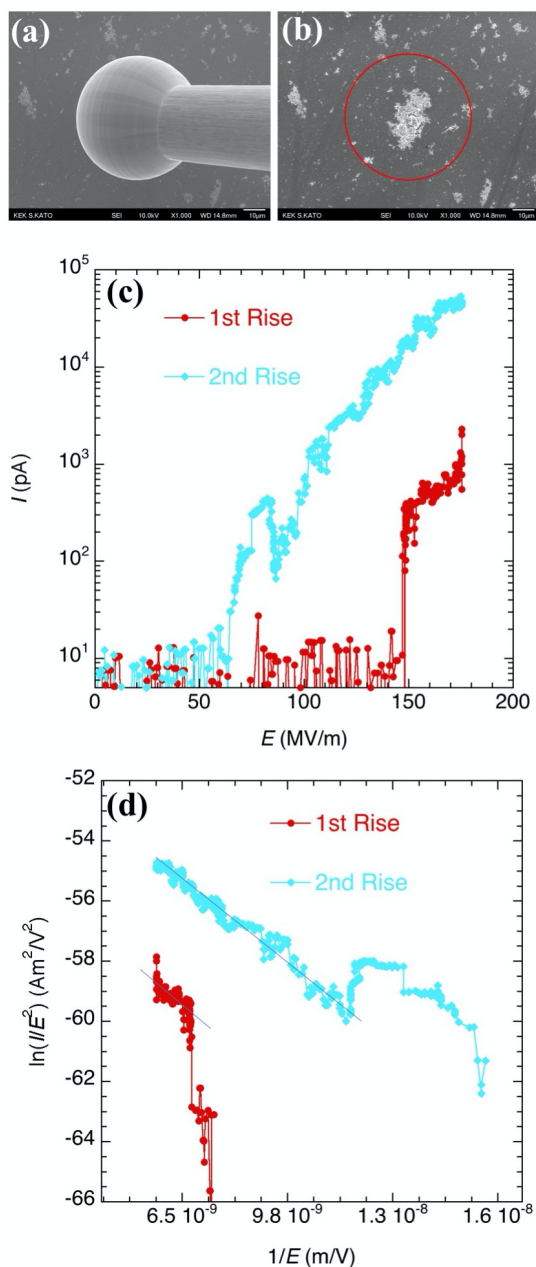 (a)
(b)
KEK S.KATO SEI 10.0kV X1,000 WD 14.8mm 10μm
KEK S.KATO SEI 10.0kV X1,000 WD 14.8mm 10μm
(c)
1st Rise
2nd Rise
10⁵
10⁴
10³
10²
10¹
I (pA)
0 50 100 150 200
E (MV/m)
(d)
1st Rise
2nd Rise
-52
-54
-56
-58
-60
-62
-64
-66
ln(I/E²) (Am²/V²)
6.5 10⁻⁹ 9.8 10⁻⁹ 1.3 10⁻⁸ 1.6 10⁻⁸
1/E (m/V)